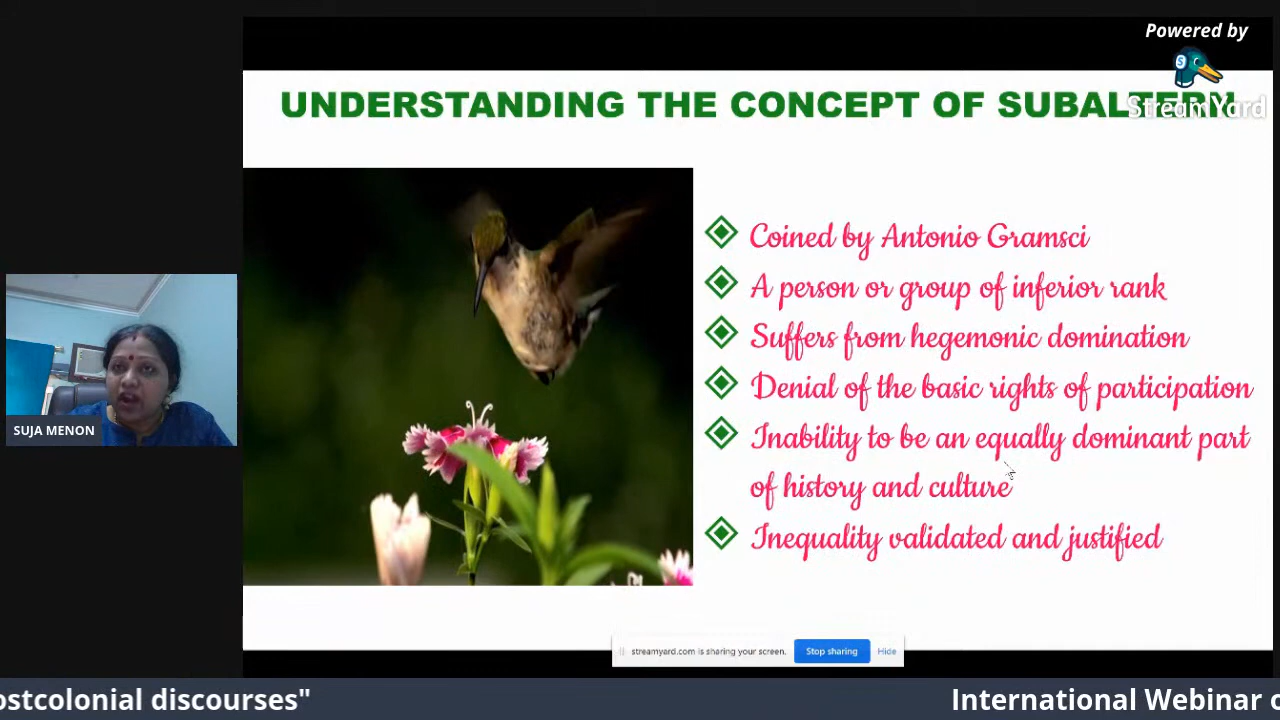 Powered by
StreamYard
UNDERSTANDING THE CONCEPT OF SUBALTERN
Coined by Antonio Gramsci
A person or group of inferior rank
Suffers from hegemonic domination
Denial of the basic rights of participation
Inability to be an equally dominant part
of history and culture
Inequality validated and justified
SUJA MENON
streamyard.com is sharing your screen. Stop sharing Hide
ostcolonial discourses" International Webinar